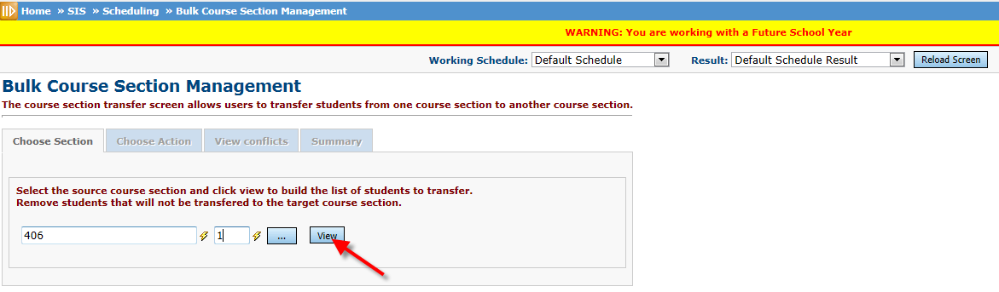 Home » SIS » Scheduling » Bulk Course Section Management
WARNING: You are working with a Future School Year
Working Schedule: Default Schedule Result: Default Schedule Result Reload Screen
Bulk Course Section Management
The course section transfer screen allows users to transfer students from one course section to another course section.
Choose Section Choose Action View conflicts Summary
Select the source course section and click view to build the list of students to transfer.
Remove students that will not be transfered to the target course section.
406 1 ... View